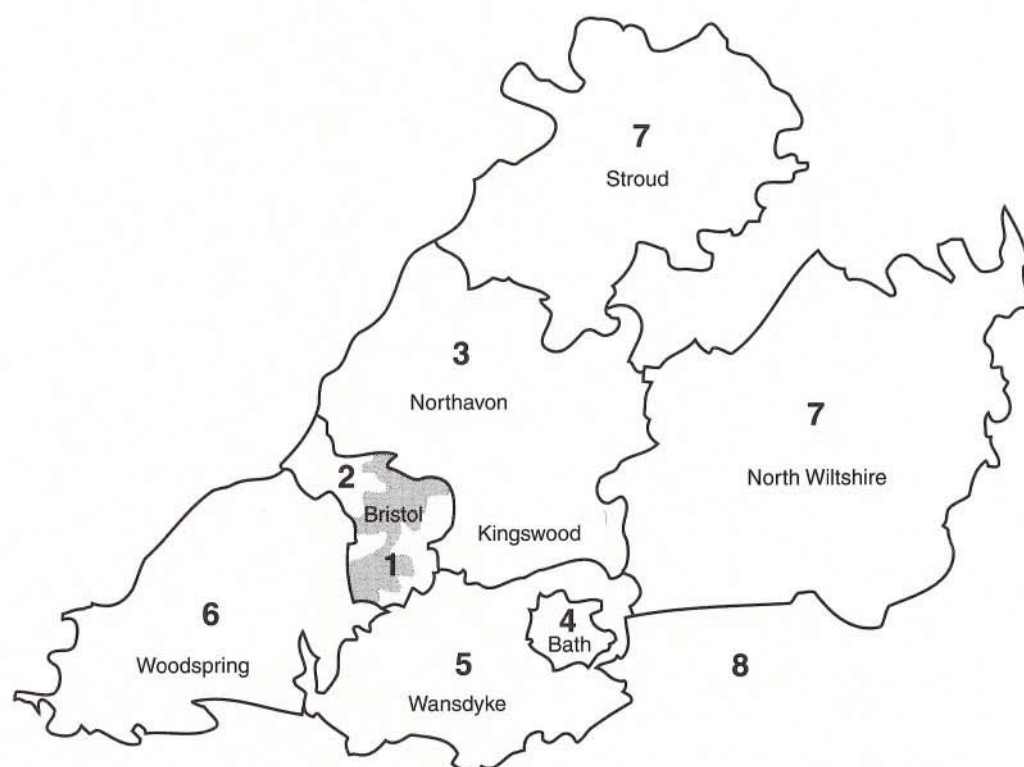 7
Stroud
3
Northavon
7
North Wiltshire
2
Bristol
Kingswood
1
6
Woodspring
4
Bath
5
Wansdyke
8